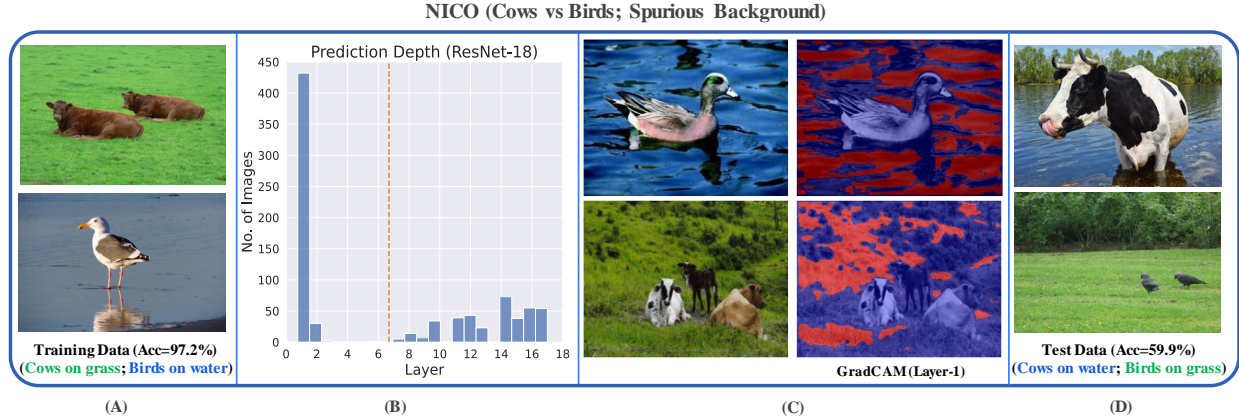 NICO (Cows vs Birds; Spurious Background)
Training Data (Acc=97.2%)
(Cows on grass; Birds on water)
(A)
Prediction Depth (ResNet-18)
No. of Images
450
400
350
300
250
200
150
100
50
0
0 2 4 6 8 10 12 14 16 18
Layer
(B)
GradCAM (Layer-1)
(C)
Test Data (Acc=59.9%)
(Cows on water; Birds on grass)
(D)